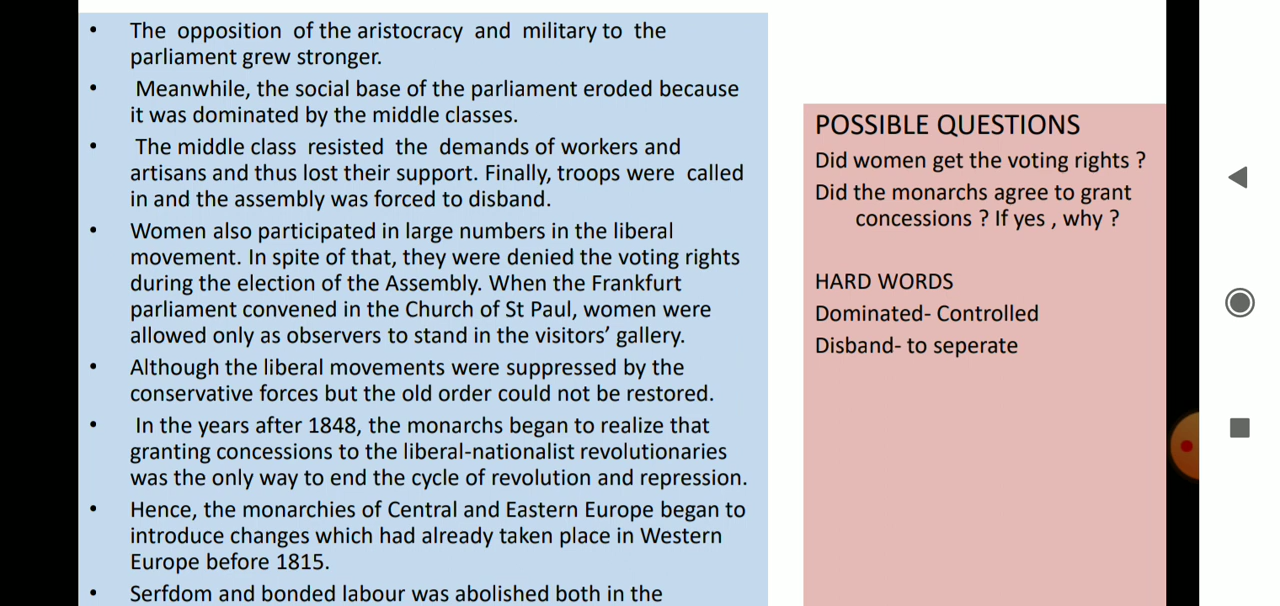 • The opposition of the aristocracy and military to the
parliament grew stronger.
• Meanwhile, the social base of the parliament eroded because
it was dominated by the middle classes.
• The middle class resisted the demands of workers and
artisans and thus lost their support. Finally, troops were called
in and the assembly was forced to disband.
• Women also participated in large numbers in the liberal
movement. In spite of that, they were denied the voting rights
during the election of the Assembly. When the Frankfurt
parliament convened in the Church of St Paul, women were
allowed only as observers to stand in the visitors’ gallery.
• Although the liberal movements were suppressed by the
conservative forces but the old order could not be restored.
• In the years after 1848, the monarchs began to realize that
granting concessions to the liberal-nationalist revolutionaries
was the only way to end the cycle of revolution and repression.
• Hence, the monarchies of Central and Eastern Europe began to
introduce changes which had already taken place in Western
Europe before 1815.
• Serfdom and bonded labour was abolished both in the
POSSIBLE QUESTIONS
Did women get the voting rights ?
Did the monarchs agree to grant
concessions ? If yes , why ?
HARD WORDS
Dominated- Controlled
Disband- to seperate